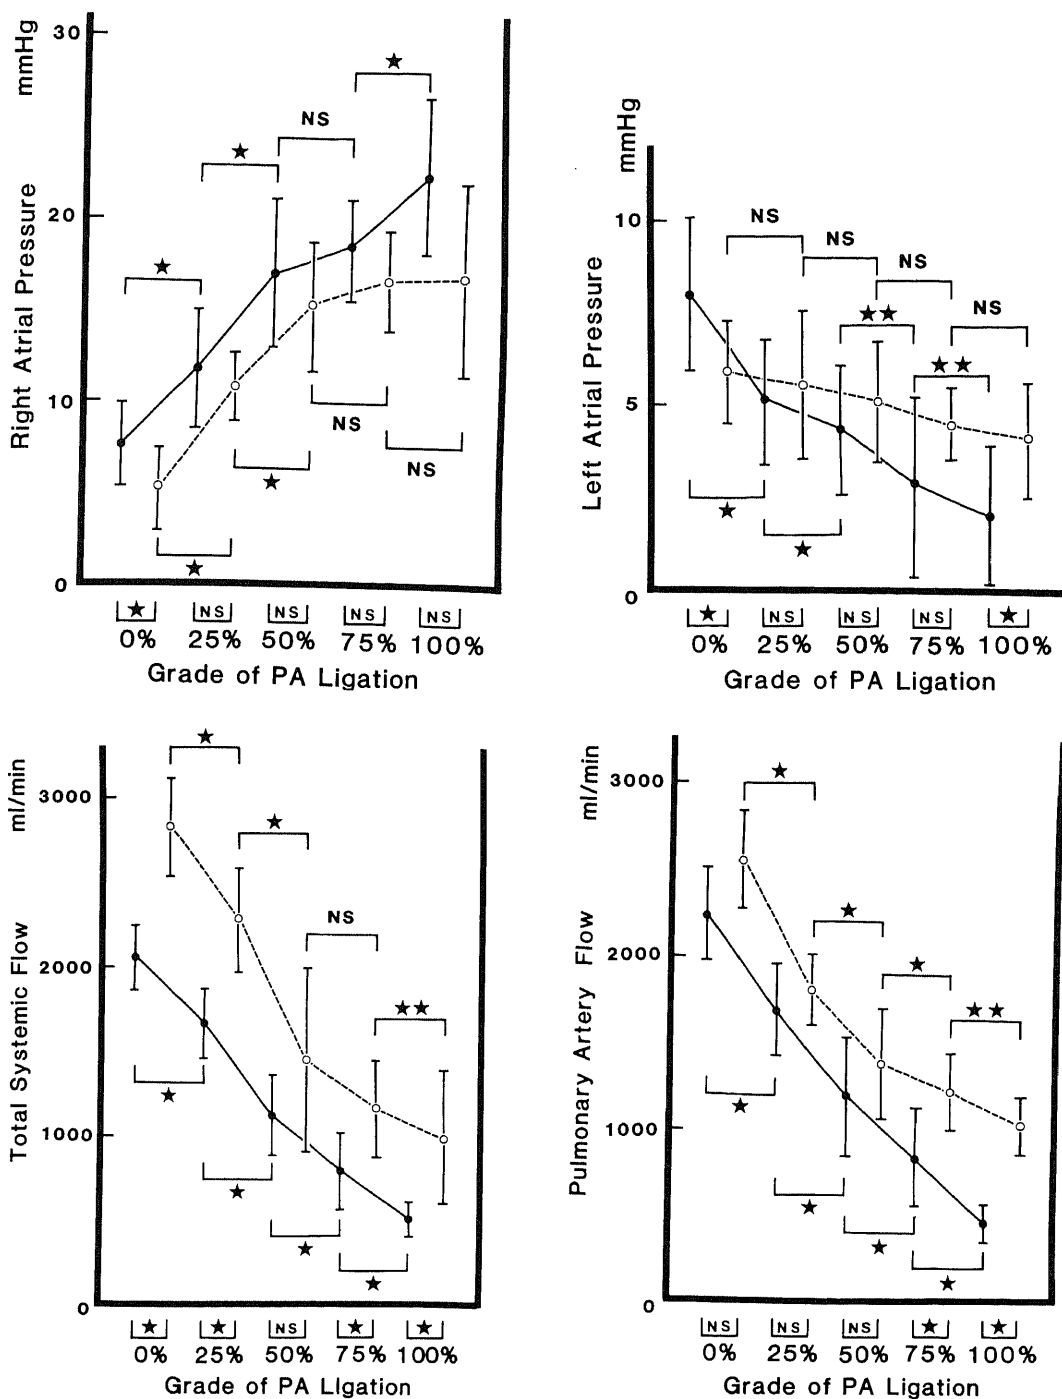 mmHg
Right Atrial Pressure
30
20
10
0
★
★
NS
★
NS
NS
★
★
★ NS NS NS NS
0% 25% 50% 75% 100%
Grade of PA Ligation
mmHg
Left Atrial Pressure
10
5
0
NS
NS
NS
NS
★★
★★
★
★
★ NS NS NS ★
0% 25% 50% 75% 100%
Grade of PA Ligation
ml/min
Total Systemic Flow
3000
2000
1000
0
★
★
NS
★★
★
★
★
★
★ ★ NS ★ ★
0% 25% 50% 75% 100%
Grade of PA Ligation
ml/min
Pulmonary Artery Flow
3000
2000
1000
0
★
★
★
★★
★
★
★
★
NS NS NS ★ ★
0% 25% 50% 75% 100%
Grade of PA Ligation